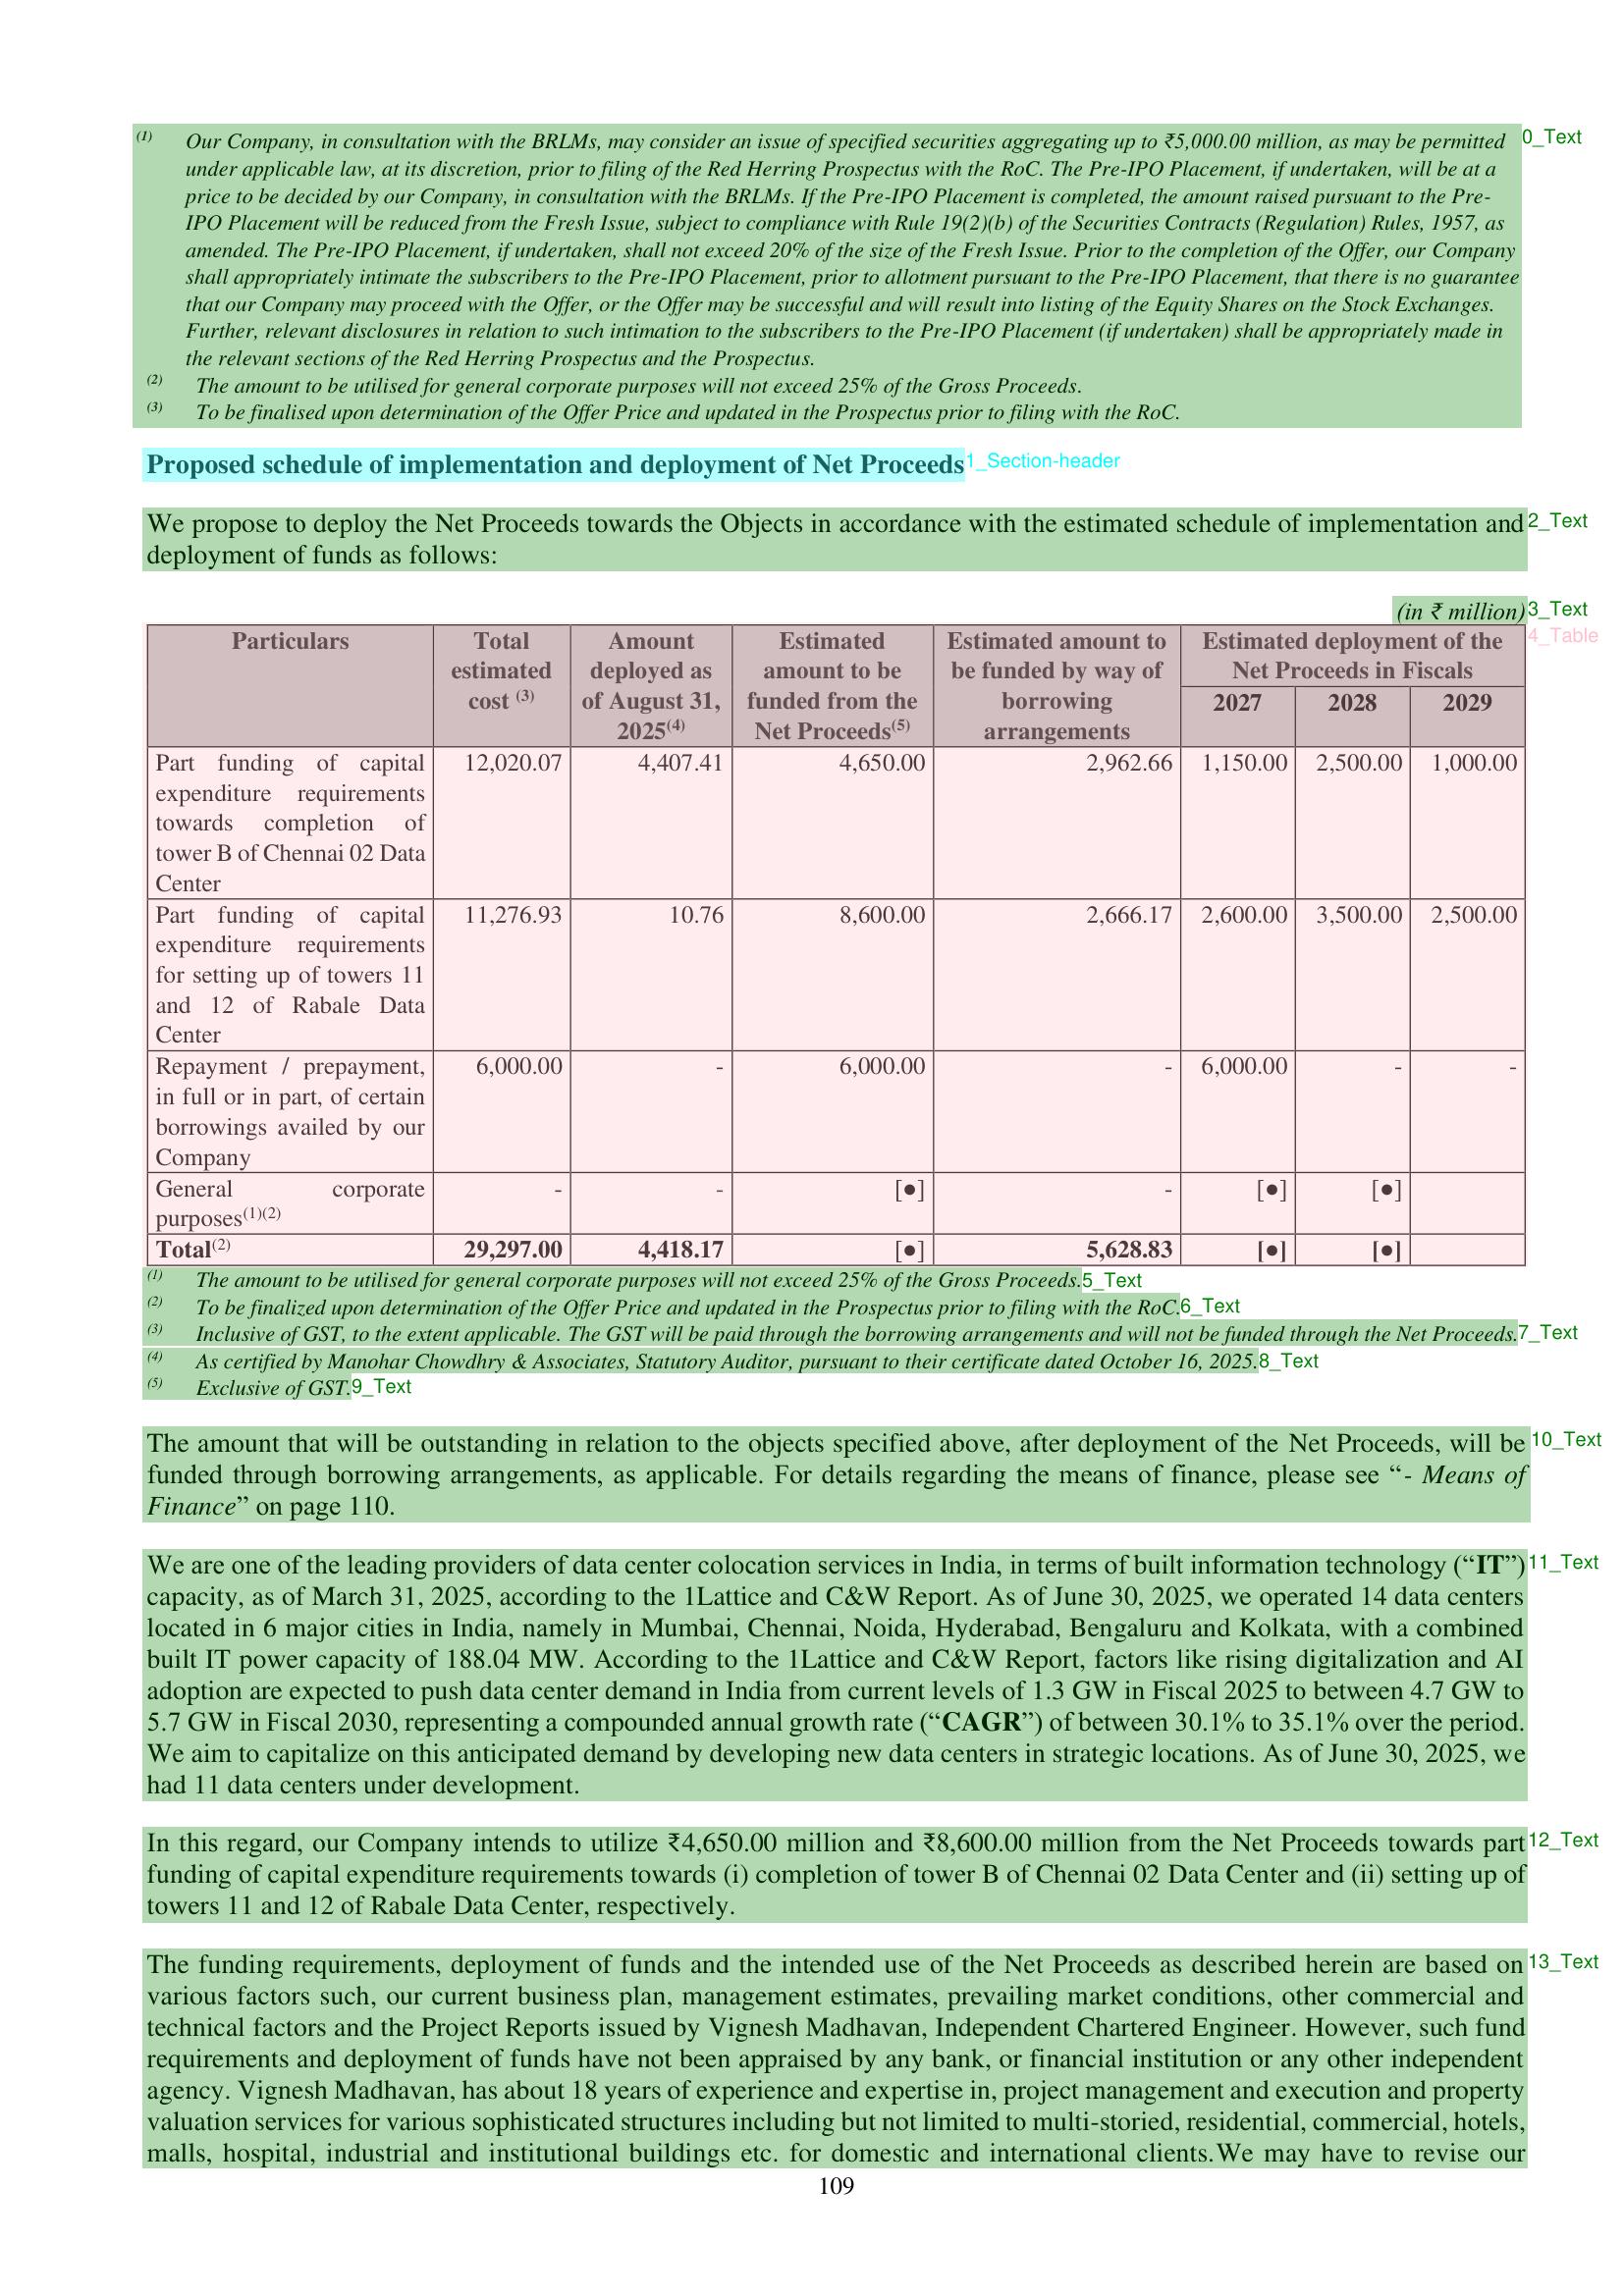 (1) Our Company, in consultation with the BRLMs, may consider an issue of specified securities aggregating up to ₹5,000.00 million, as may be permitted
under applicable law, at its discretion, prior to filing of the Red Herring Prospectus with the RoC. The Pre-IPO Placement, if undertaken, will be at a
price to be decided by our Company, in consultation with the BRLMs. If the Pre-IPO Placement is completed, the amount raised pursuant to the Pre-
IPO Placement will be reduced from the Fresh Issue, subject to compliance with Rule 19(2)(b) of the Securities Contracts (Regulation) Rules, 1957, as
amended. The Pre-IPO Placement, if undertaken, shall not exceed 20% of the size of the Fresh Issue. Prior to the completion of the Offer, our Company
shall appropriately intimate the subscribers to the Pre-IPO Placement, prior to allotment pursuant to the Pre-IPO Placement, that there is no guarantee
that our Company may proceed with the Offer, or the Offer may be successful and will result into listing of the Equity Shares on the Stock Exchanges.
Further, relevant disclosures in relation to such intimation to the subscribers to the Pre-IPO Placement (if undertaken) shall be appropriately made in
the relevant sections of the Red Herring Prospectus and the Prospectus.
(2) The amount to be utilised for general corporate purposes will not exceed 25% of the Gross Proceeds.
(3) To be finalised upon determination of the Offer Price and updated in the Prospectus prior to filing with the RoC.
0_Text
Proposed schedule of implementation and deployment of Net Proceeds 1_Section-header
We propose to deploy the Net Proceeds towards the Objects in accordance with the estimated schedule of implementation and 2_Text
deployment of funds as follows:
(in ₹ million) 3_Text
4_Table
Particulars
Total
estimated
cost (3)
Amount
deployed as
of August 31,
2025(4)
Estimated
amount to be
funded from the
Net Proceeds(5)
Estimated amount to
be funded by way of
borrowing
arrangements
Estimated deployment of the
Net Proceeds in Fiscals
2027 2028 2029
Part funding of capital 12,020.07 4,407.41 4,650.00 2,962.66 1,150.00 2,500.00 1,000.00
expenditure requirements
towards completion of
tower B of Chennai 02 Data
Center
Part funding of capital 11,276.93 10.76 8,600.00 2,666.17 2,600.00 3,500.00 2,500.00
expenditure requirements
for setting up of towers 11
and 12 of Rabale Data
Center
Repayment / prepayment, 6,000.00 - 6,000.00 - 6,000.00 - -
in full or in part, of certain
borrowings availed by our
Company
General corporate - - [●] - [●] [●]
purposes(1)(2)
Total(2) 29,297.00 4,418.17 [●] 5,628.83 [●] [●]
(1) The amount to be utilised for general corporate purposes will not exceed 25% of the Gross Proceeds. 5_Text
(2) To be finalized upon determination of the Offer Price and updated in the Prospectus prior to filing with the RoC. 6_Text
(3) Inclusive of GST, to the extent applicable. The GST will be paid through the borrowing arrangements and will not be funded through the Net Proceeds. 7_Text
(4) As certified by Manohar Chowdhry & Associates, Statutory Auditor, pursuant to their certificate dated October 16, 2025. 8_Text
(5) Exclusive of GST. 9_Text
The amount that will be outstanding in relation to the objects specified above, after deployment of the Net Proceeds, will be 10_Text
funded through borrowing arrangements, as applicable. For details regarding the means of finance, please see “- Means of
Finance” on page 110.
We are one of the leading providers of data center colocation services in India, in terms of built information technology (“IT”) 11_Text
capacity, as of March 31, 2025, according to the 1Lattice and C&W Report. As of June 30, 2025, we operated 14 data centers
located in 6 major cities in India, namely in Mumbai, Chennai, Noida, Hyderabad, Bengaluru and Kolkata, with a combined
built IT power capacity of 188.04 MW. According to the 1Lattice and C&W Report, factors like rising digitalization and AI
adoption are expected to push data center demand in India from current levels of 1.3 GW in Fiscal 2025 to between 4.7 GW to
5.7 GW in Fiscal 2030, representing a compounded annual growth rate (“CAGR”) of between 30.1% to 35.1% over the period.
We aim to capitalize on this anticipated demand by developing new data centers in strategic locations. As of June 30, 2025, we
had 11 data centers under development.
In this regard, our Company intends to utilize ₹4,650.00 million and ₹8,600.00 million from the Net Proceeds towards part 12_Text
funding of capital expenditure requirements towards (i) completion of tower B of Chennai 02 Data Center and (ii) setting up of
towers 11 and 12 of Rabale Data Center, respectively.
The funding requirements, deployment of funds and the intended use of the Net Proceeds as described herein are based on 13_Text
various factors such, our current business plan, management estimates, prevailing market conditions, other commercial and
technical factors and the Project Reports issued by Vignesh Madhavan, Independent Chartered Engineer. However, such fund
requirements and deployment of funds have not been appraised by any bank, or financial institution or any other independent
agency. Vignesh Madhavan, has about 18 years of experience and expertise in, project management and execution and property
valuation services for various sophisticated structures including but not limited to multi-storied, residential, commercial, hotels,
malls, hospital, industrial and institutional buildings etc. for domestic and international clients.We may have to revise our
109